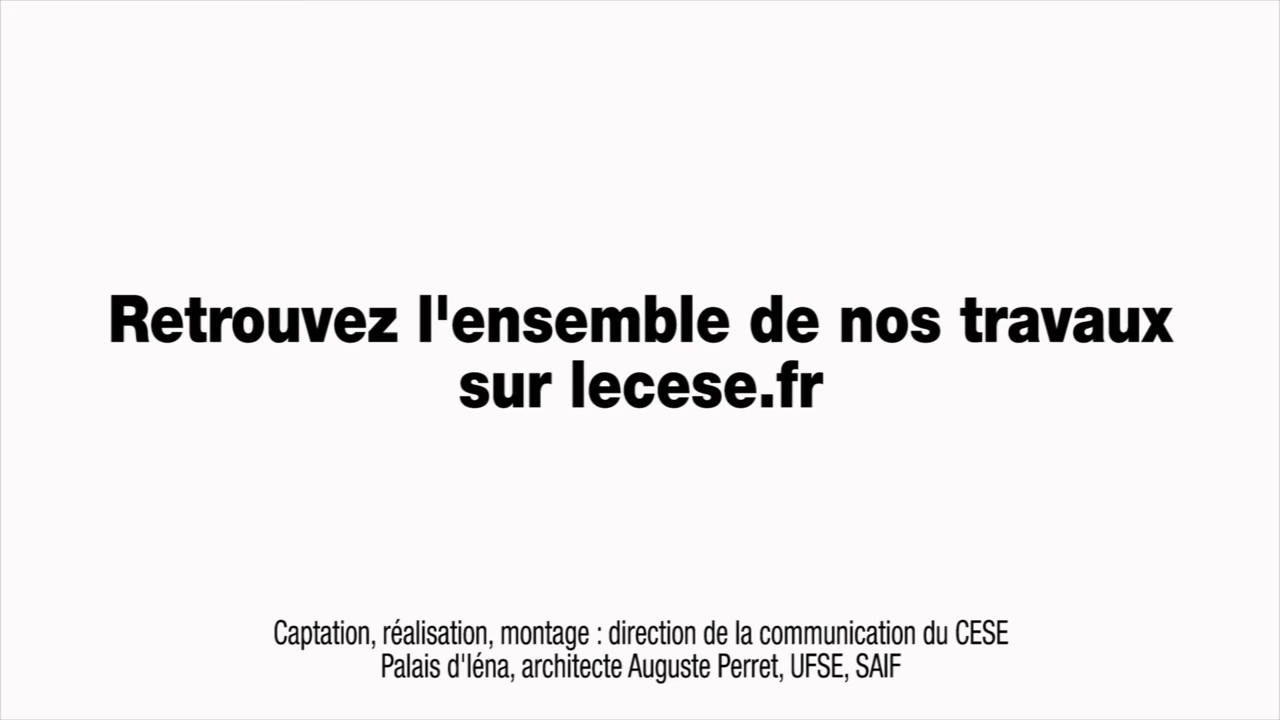 Retrouvez l'ensemble de nos travaux
sur lecese.fr
Captation, réalisation, montage : direction de la communication du CESE
Palais d'Iéna, architecte Auguste Perret, UFSE, SAIF